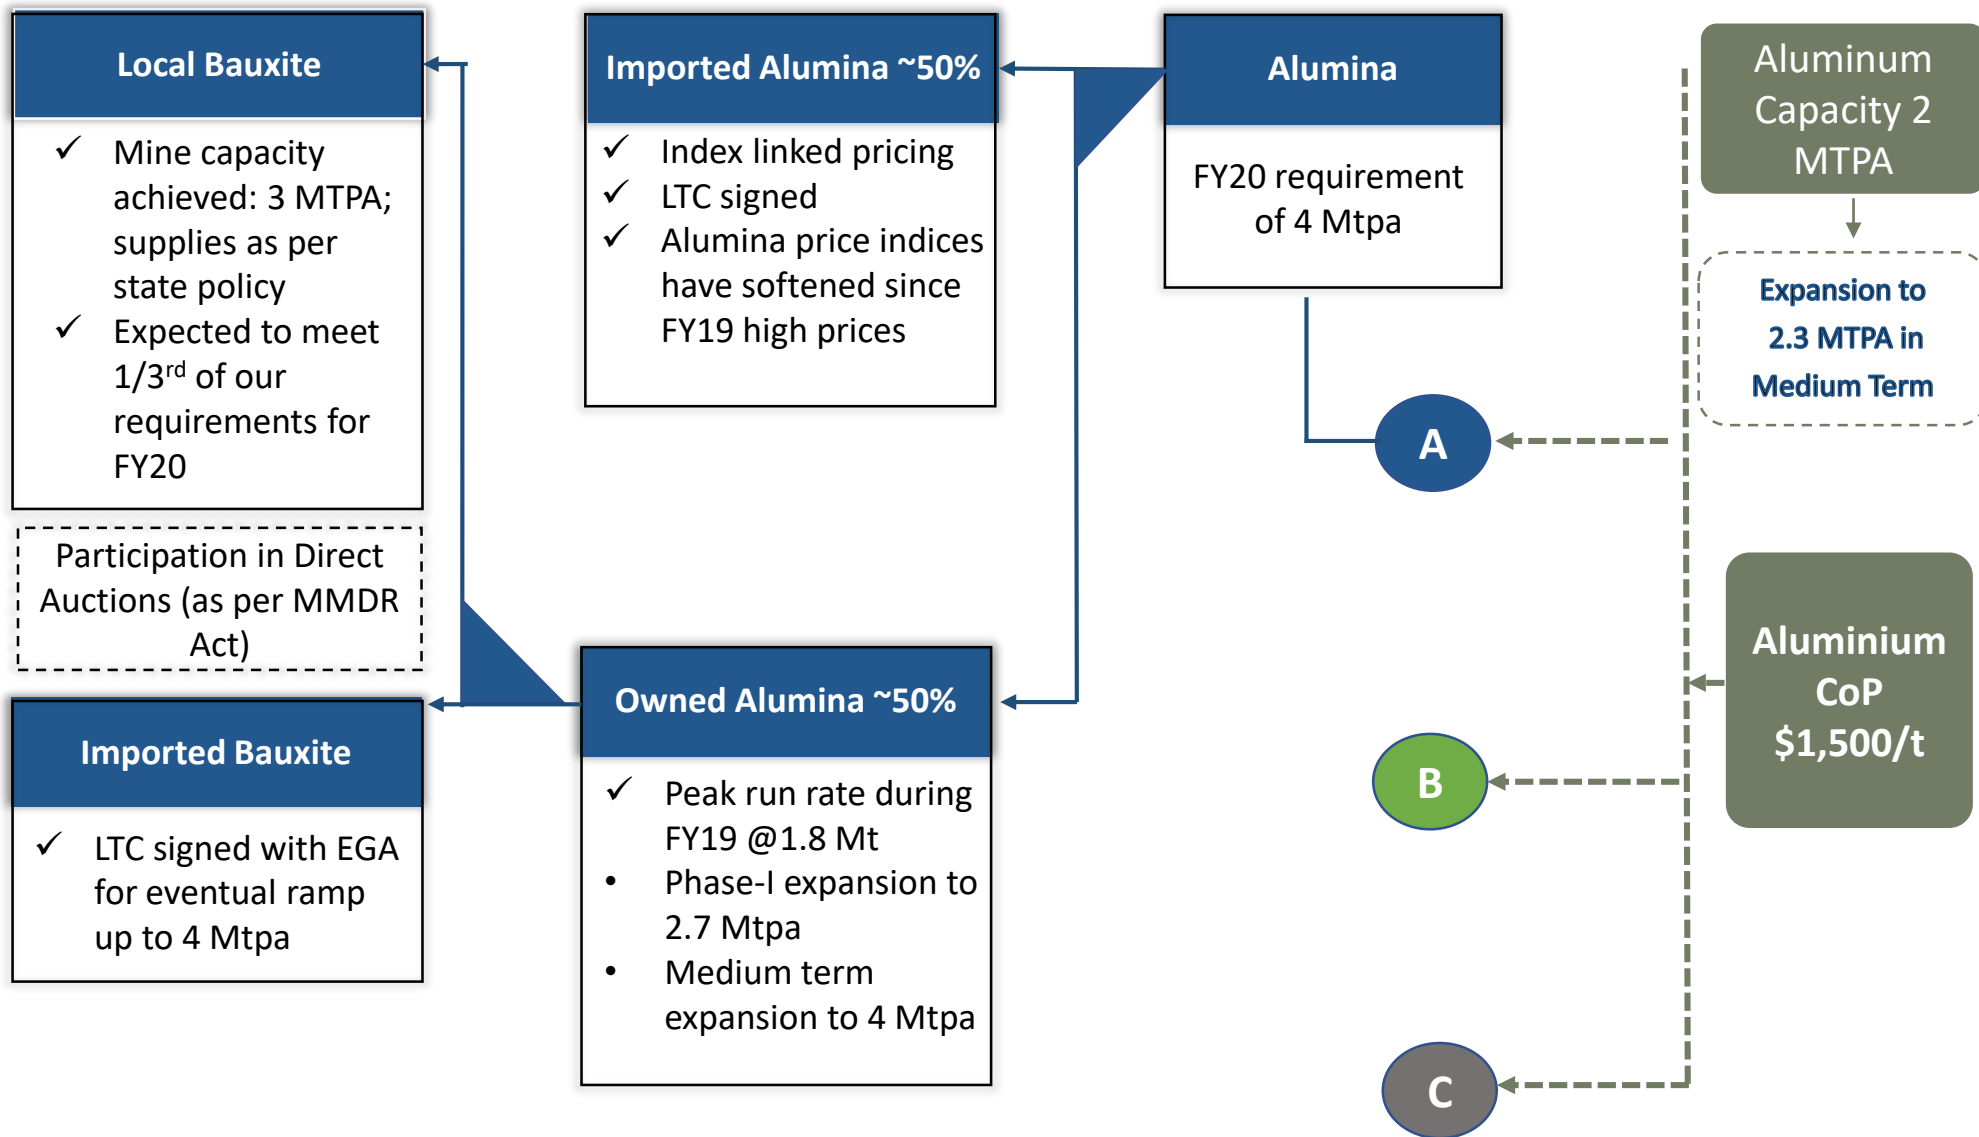 Local Bauxite
✓ Mine capacity
achieved: 3 MTPA;
supplies as per
state policy
✓ Expected to meet
1/3rd of our
requirements for
FY20
Participation in Direct
Auctions (as per MMDR
Act)
Imported Bauxite
✓ LTC signed with EGA
for eventual ramp
up to 4 Mtpa
Imported Alumina ~50%
✓ Index linked pricing
✓ LTC signed
✓ Alumina price indices
have softened since
FY19 high prices
Owned Alumina ~50%
✓ Peak run rate during
FY19 @1.8 Mt
• Phase-I expansion to
2.7 Mtpa
• Medium term
expansion to 4 Mtpa
Alumina
FY20 requirement
of 4 Mtpa
A
B
C
Aluminum
Capacity 2
MTPA
Expansion to
2.3 MTPA in
Medium Term
Aluminium
CoP
$1,500/t